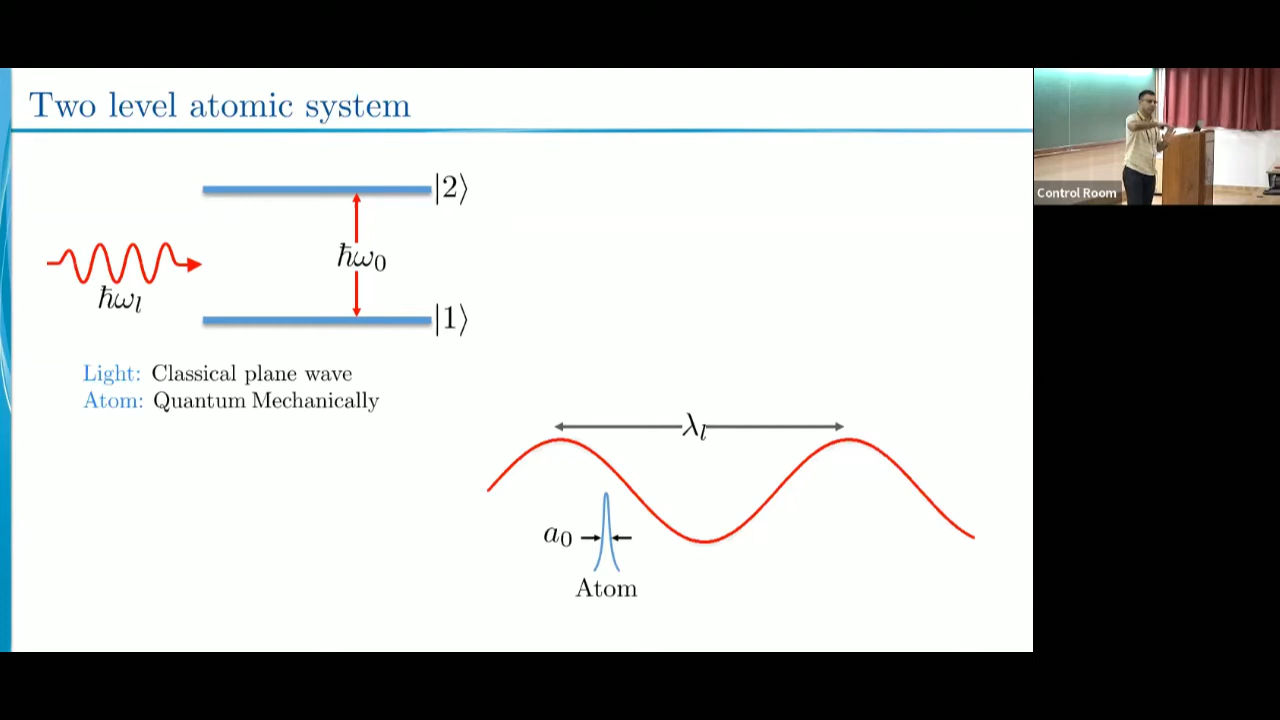 Two level atomic system
|2⟩
ℏω₀
ℏωₗ
|1⟩
Light: Classical plane wave
Atom: Quantum Mechanically
λₗ
a₀
Atom
Control Room